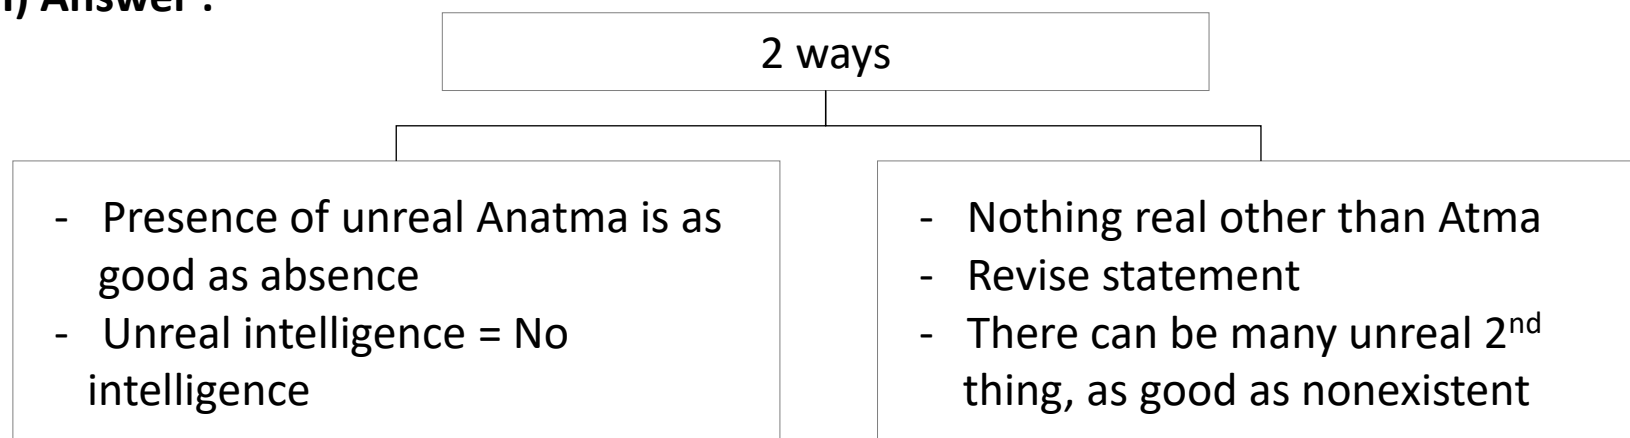 Answer :
2 ways
- Presence of unreal Anatma is as
good as absence
- Unreal intelligence = No
intelligence
- Nothing real other than Atma
- Revise statement
- There can be many unreal 2nd
thing, as good as nonexistent